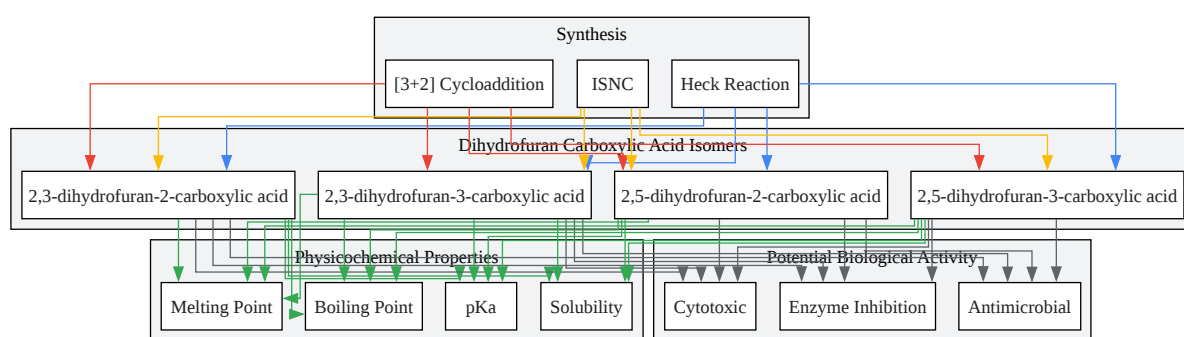 Synthesis
[3+2] Cycloaddition
ISNC
Heck Reaction
Dihydrofuran Carboxylic Acid Isomers
2,3-dihydrofuran-2-carboxylic acid
2,3-dihydrofuran-3-carboxylic acid
2,5-dihydrofuran-2-carboxylic acid
2,5-dihydrofuran-3-carboxylic acid
Physicochemical Properties
Potential Biological Activity
Melting Point
Boiling Point
pKa
Solubility
Cytotoxic
Enzyme Inhibition
Antimicrobial